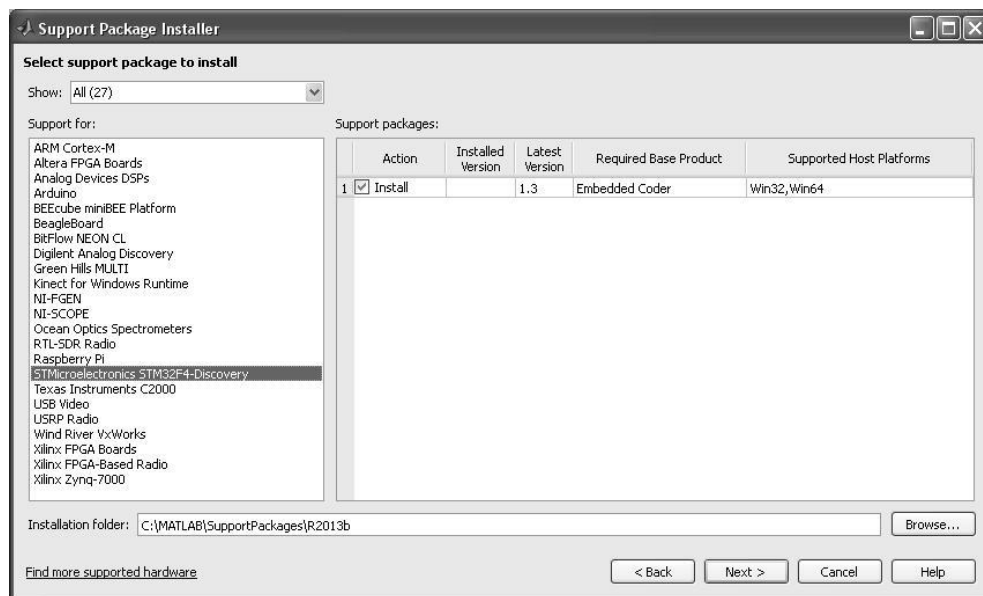 Support Package Installer
Select support package to install
Show: All (27)
Support for:
ARM Cortex-M
Altera FPGA Boards
Analog Devices DSPs
Arduino
BEEcube miniBEE Platform
BeagleBoard
BitFlow NEON CL
Digilent Analog Discovery
Green Hills MULTI
Kinect for Windows Runtime
NI-FGEN
NI-SCOPE
Ocean Optics Spectrometers
RTL-SDR Radio
Raspberry Pi
STMicroelectronics STM32F4-Discovery
Texas Instruments C2000
USB Video
USRP Radio
Wind River VxWorks
Xilinx FPGA Boards
Xilinx FPGA-Based Radio
Xilinx Zynq-7000
Support packages:
Action Installed Version Latest Version Required Base Product Supported Host Platforms
1 Install 1.3 Embedded Coder Win32,Win64
Installation folder: C:\MATLAB\SupportPackages\R2013b Browse...
Find more supported hardware < Back Next > Cancel Help